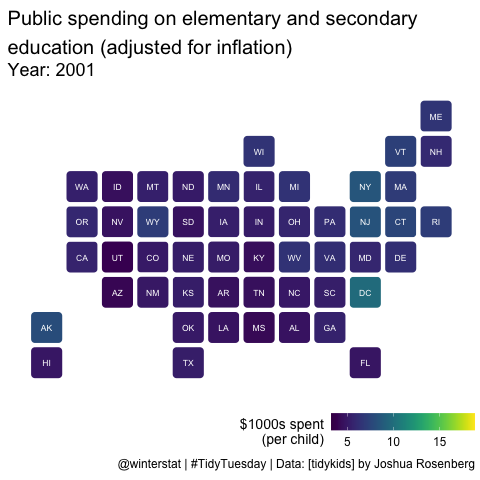 Public spending on elementary and secondary
education (adjusted for inflation)
Year: 2001
ME
WI VT NH
WA ID MT ND MN IL MI NY MA
OR NV WY SD IA IN OH PA NJ CT RI
CA UT CO NE MO KY WV VA MD DE
AZ NM KS AR TN NC SC DC
AK OK LA MS AL GA
HI TX FL
$1000s spent
(per child)
5 10 15
@winterstat | #TidyTuesday | Data: [tidykids] by Joshua Rosenberg